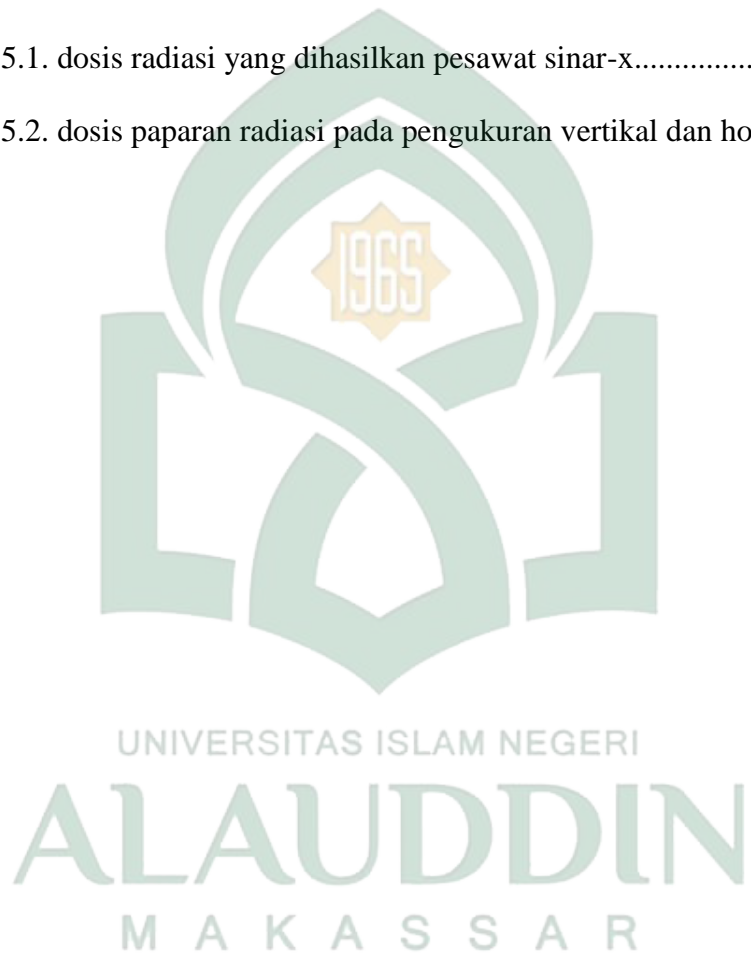 5.1. dosis radiasi yang dihasilkan pesawat sinar-x...............
5.2. dosis paparan radiasi pada pengukuran vertikal dan
1965
UNIVERSITAS ISLAM NEGERI
ALAUDDIN
MAKASSAR